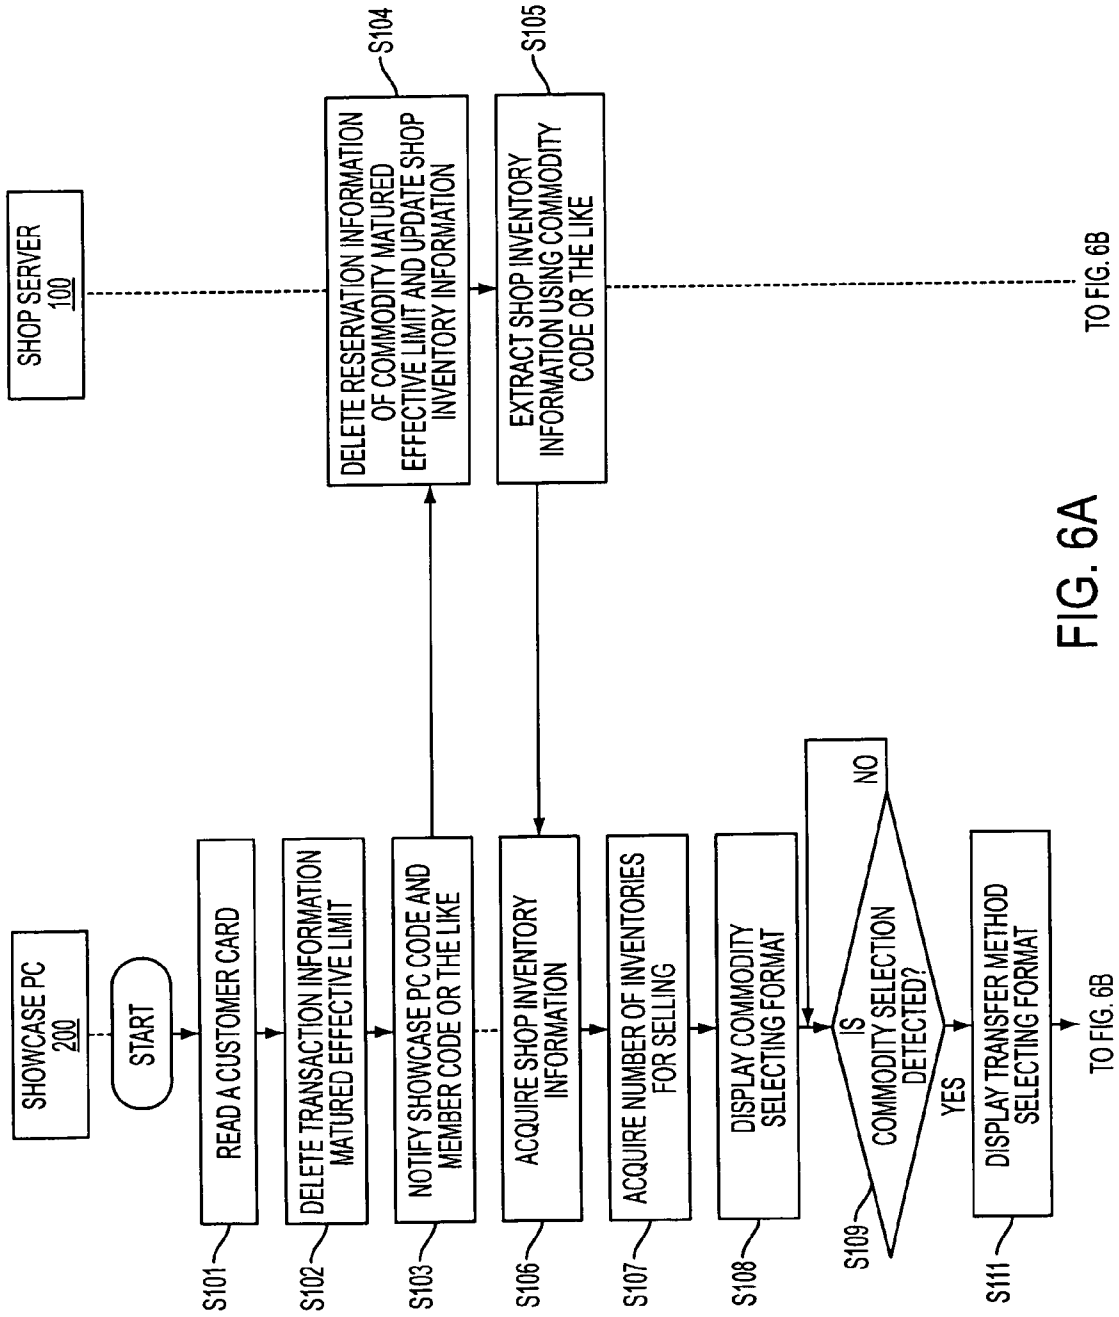 SHOWCASE PC
200
SHOP SERVER
100
START
S101
READ A CUSTOMER CARD
S102
DELETE TRANSACTION INFORMATION
MATURED EFFECTIVE LIMIT
S103
NOTIFY SHOWCASE PC CODE AND
MEMBER CODE OR THE LIKE
S104
DELETE RESERVATION INFORMATION
OF COMMODITY MATURED
EFFECTIVE LIMIT AND UPDATE SHOP
INVENTORY INFORMATION
S105
EXTRACT SHOP INVENTORY
INFORMATION USING COMMODITY
CODE OR THE LIKE
S106
ACQUIRE SHOP INVENTORY
INFORMATION
S107
ACQUIRE NUMBER OF INVENTORIES
FOR SELLING
S108
DISPLAY COMMODITY
SELECTING FORMAT
S109
IS
COMMODITY SELECTION
DETECTED?
NO
YES
S111
DISPLAY TRANSFER METHOD
SELECTING FORMAT
TO FIG. 6B
TO FIG. 6B
FIG. 6A